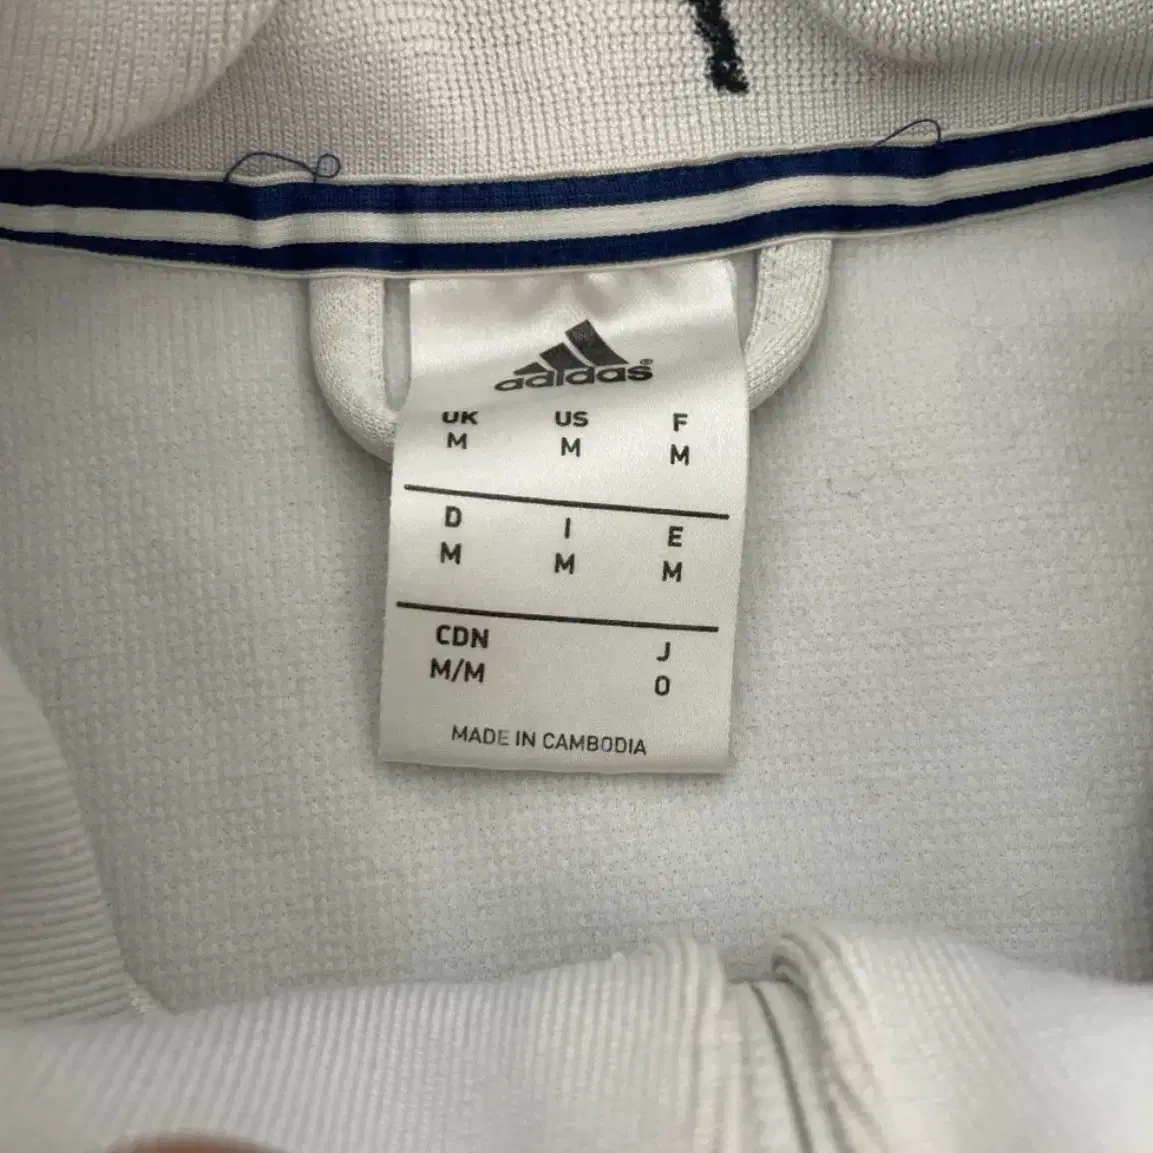 adidas®
UK US F
M M M
D I E
M M M
CDN J
M/M O
MADE IN CAMBODIA